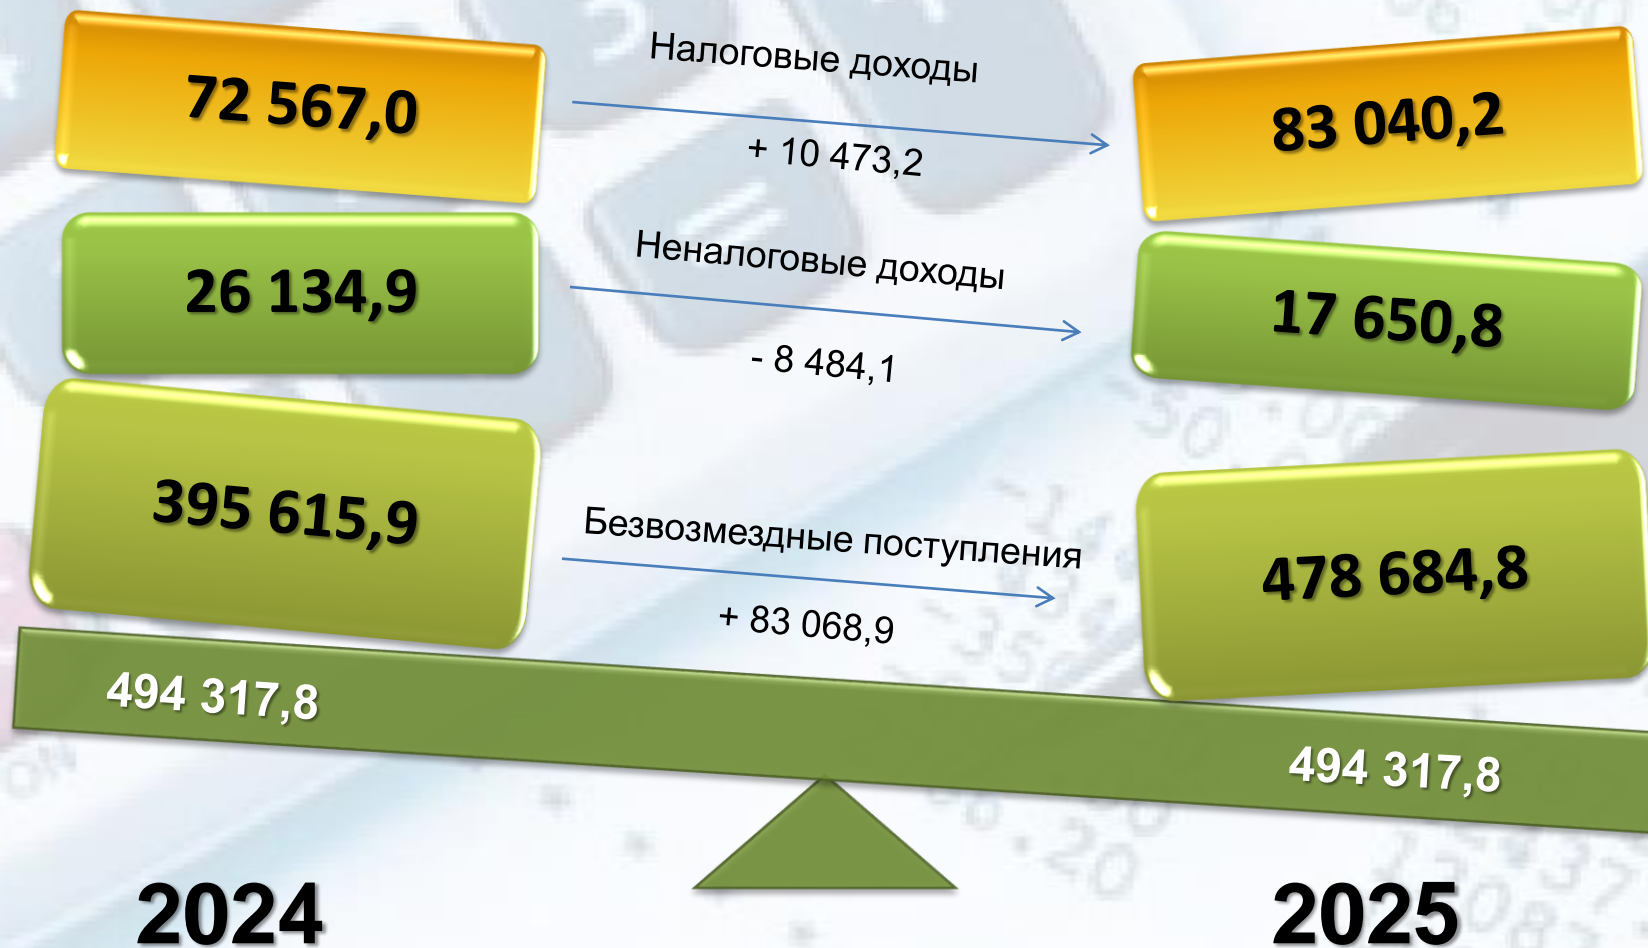 Налоговые доходы
72 567,0
+ 10 473,2
83 040,2
Неналоговые доходы
26 134,9
- 8 484,1
17 650,8
Безвозмездные поступления
395 615,9
+ 83 068,9
478 684,8
494 317,8
494 317,8
2024
2025